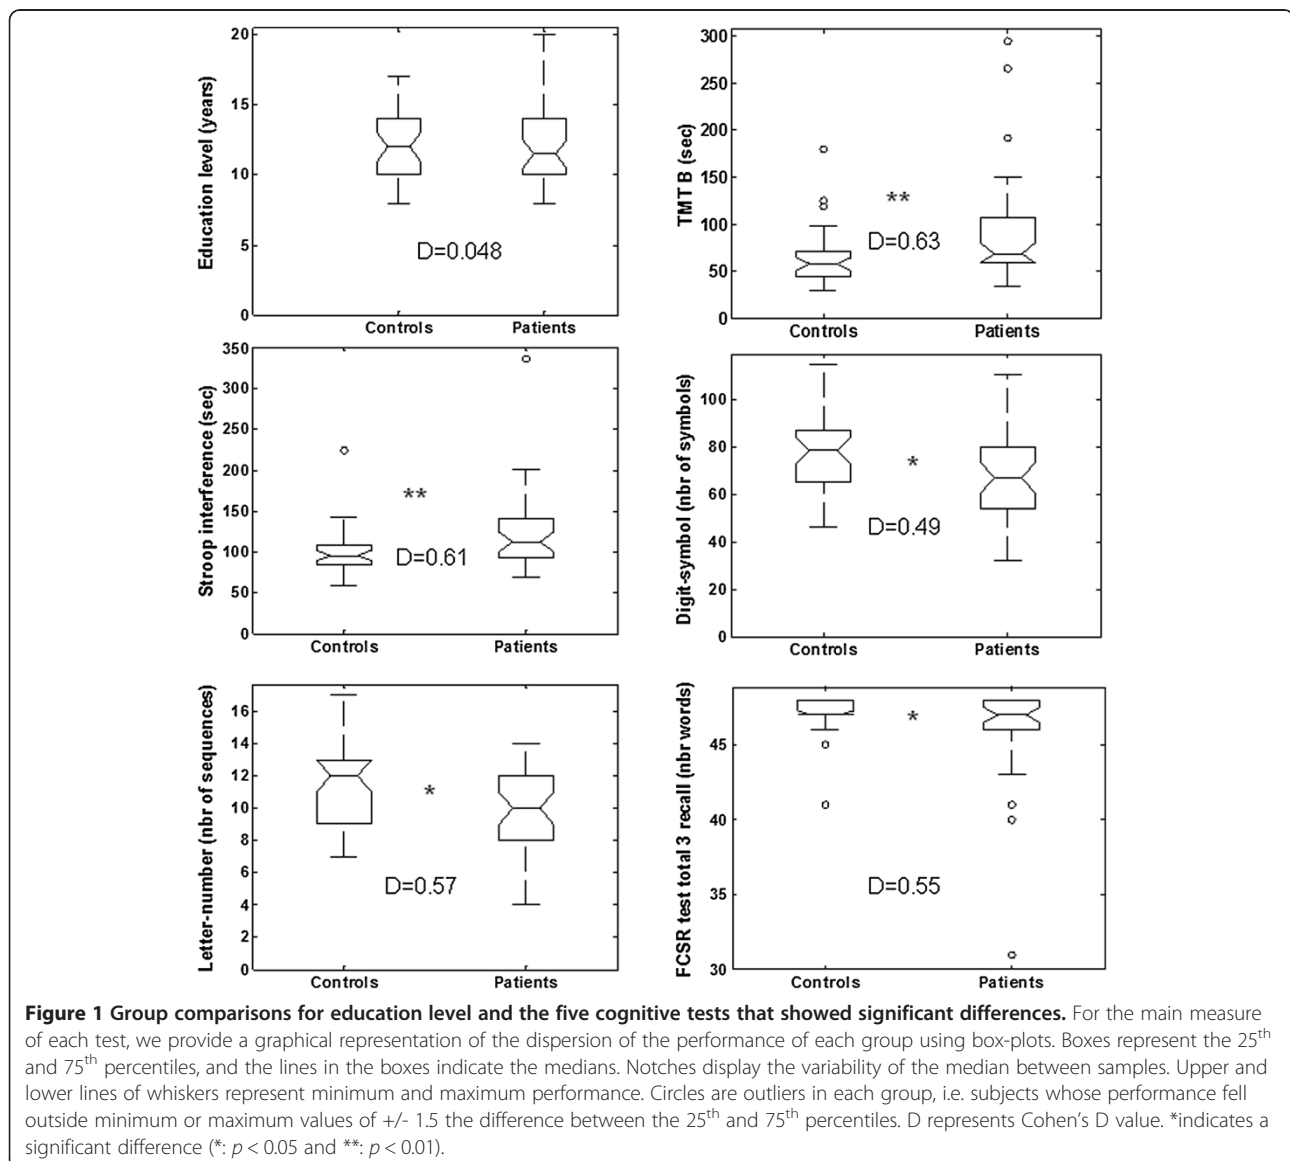 20
15
10
5
0
Education level (years)
D=0.048
Controls Patients
300
250
200
150
100
50
0
TMT B (sec)
**
D=0.63
Controls Patients
350
300
250
200
150
100
50
0
Stroop interference (sec)
**
D=0.61
Controls Patients
100
80
60
40
20
0
Digit-symbol (nbr of symbols)
*
D=0.49
Controls Patients
16
14
12
10
8
6
4
2
0
Letter-number (nbr of sequences)
*
D=0.57
Controls Patients
45
40
35
30
FCSR test total 3 recall (nbr words)
*
D=0.55
Controls Patients
Figure 1 Group comparisons for education level and the five cognitive tests that showed significant differences. For the main measure
of each test, we provide a graphical representation of the dispersion of the performance of each group using box-plots. Boxes represent the 25th
and 75th percentiles, and the lines in the boxes indicate the medians. Notches display the variability of the median between samples. Upper and
lower lines of whiskers represent minimum and maximum performance. Circles are outliers in each group, i.e. subjects whose performance fell
outside minimum or maximum values of +/- 1.5 the difference between the 25th and 75th percentiles. D represents Cohen's D value. *indicates a
significant difference (*: p < 0.05 and **: p < 0.01).